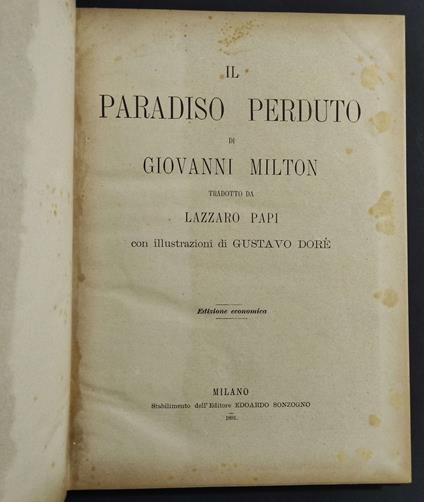 IL
PARADISO PERDUTO
DI
GIOVANNI MILTON
TRADOTTO DA
LAZZARO PAPI
con illustrazioni di GUSTAVO DORÉ
Edizione economica
MILANO
Stabilimento dell'Editore EDOARDO SONZOGNO